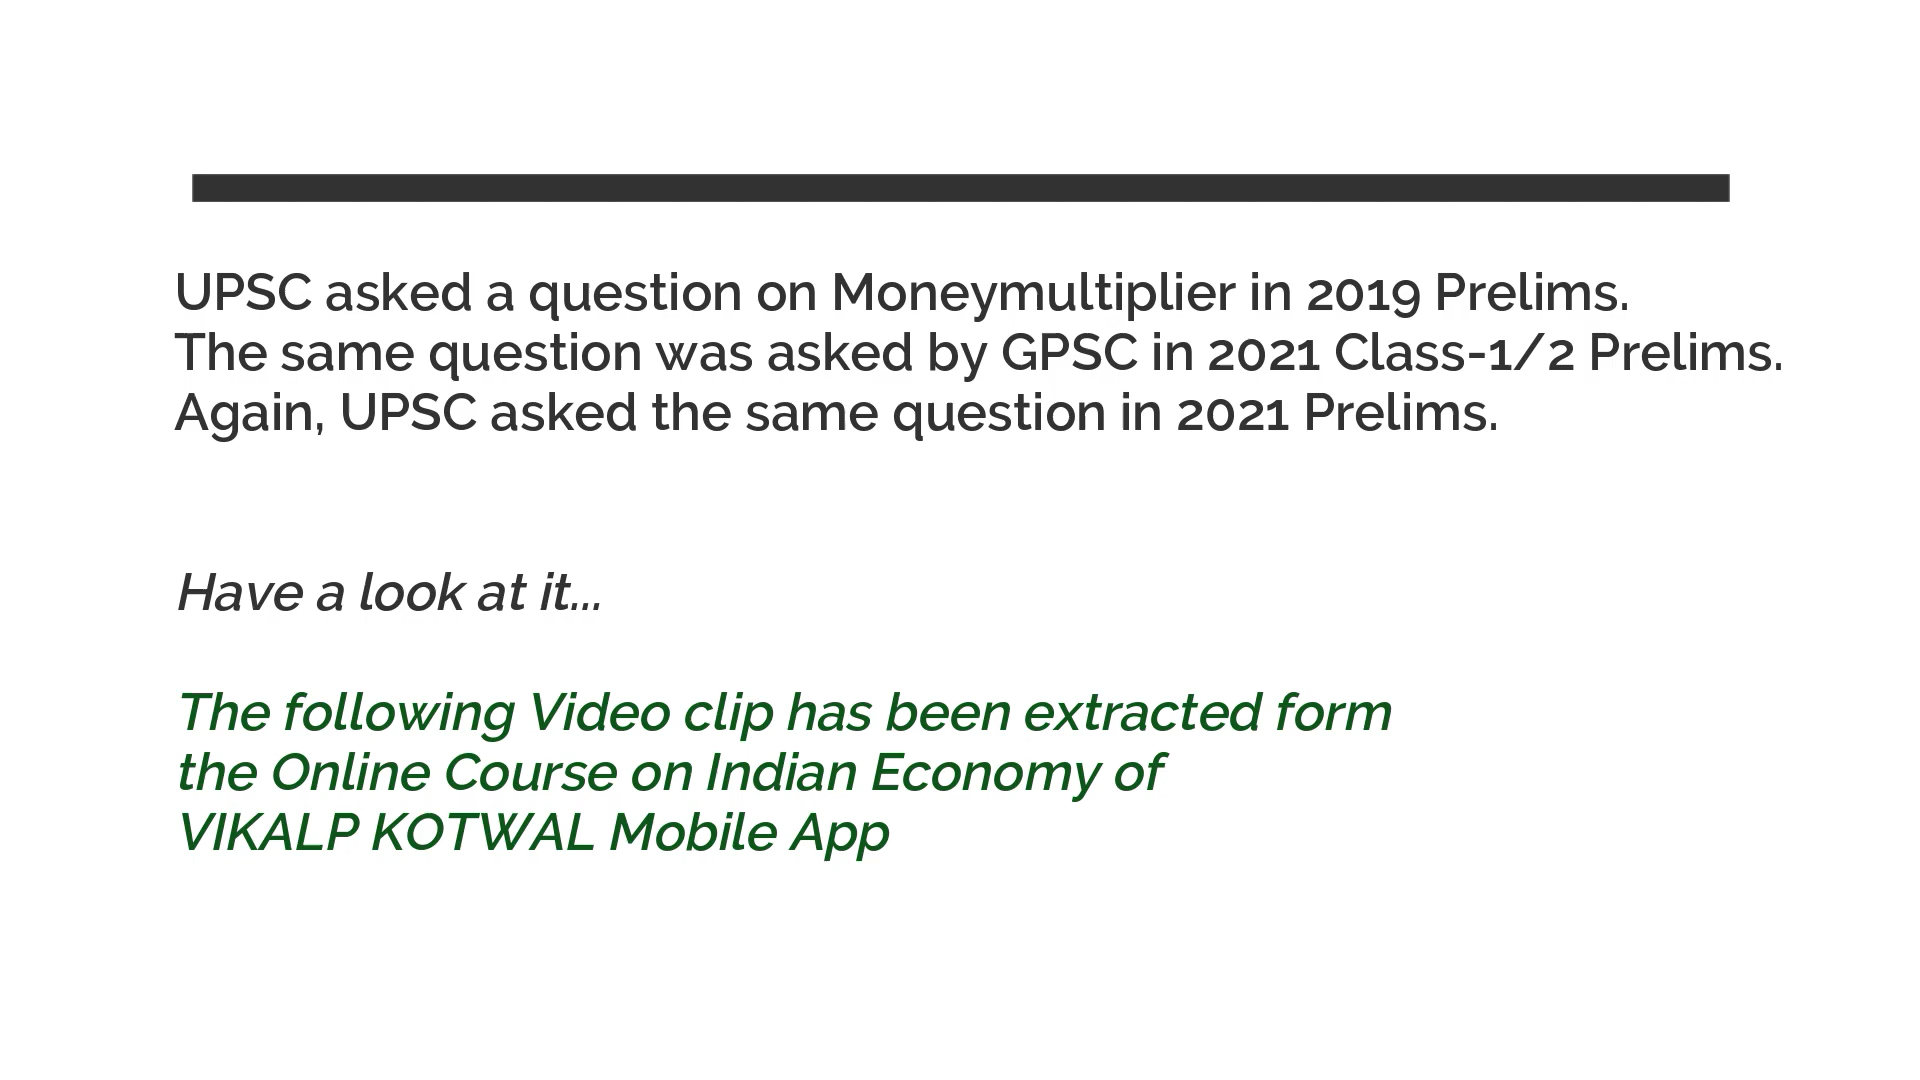 UPSC asked a question on Moneymultiplier in 2019 Prelims.
The same question was asked by GPSC in 2021 Class-1/2 Prelims.
Again, UPSC asked the same question in 2021 Prelims.
Have a look at it...
The following Video clip has been extracted form
the Online Course on Indian Economy of
VIKALP KOTWAL Mobile App